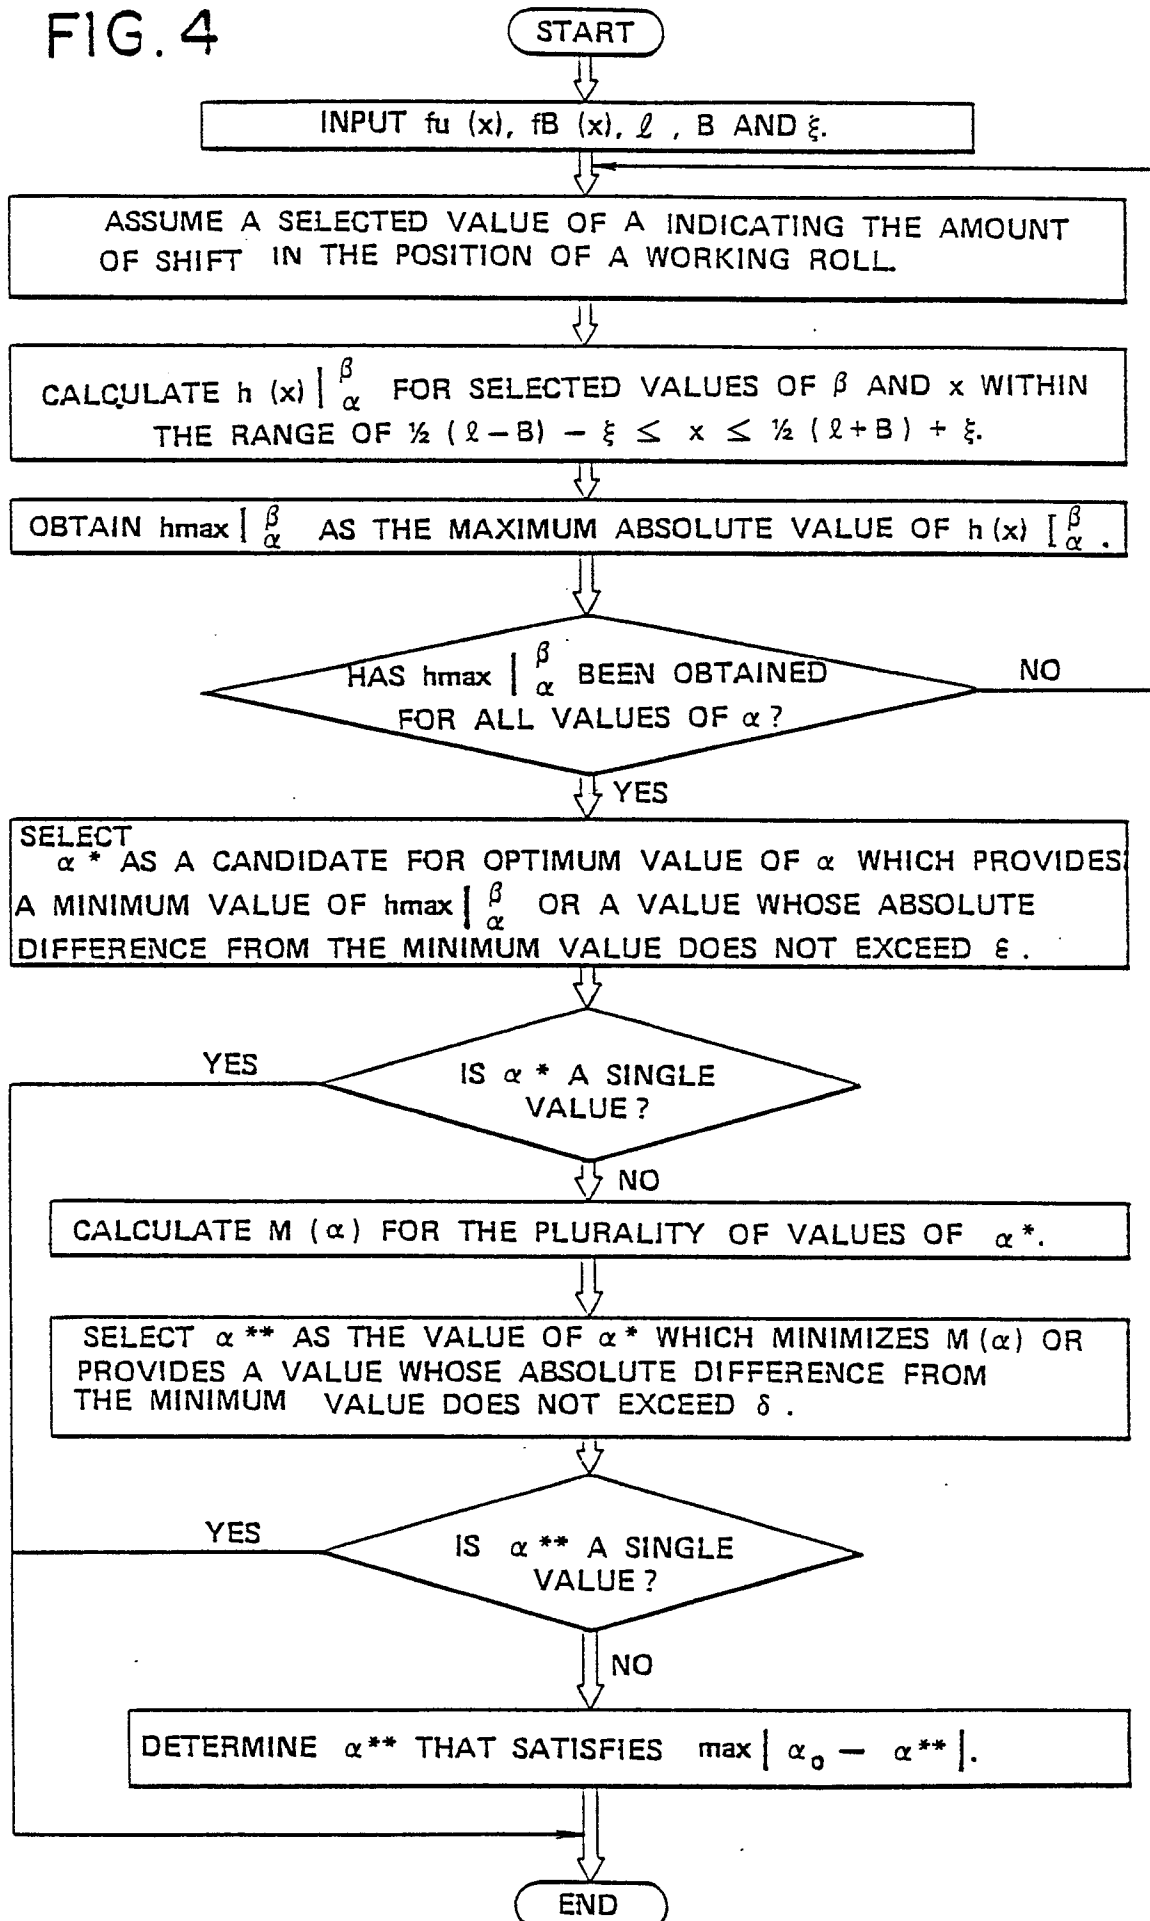 FIG. 4
START
INPUT fu (x), fB (x), ℓ , B AND ξ.
ASSUME A SELECTED VALUE OF A INDICATING THE AMOUNT
OF SHIFT IN THE POSITION OF A WORKING ROLL.
CALCULATE h (x) | β α FOR SELECTED VALUES OF β AND x WITHIN
THE RANGE OF ½ (ℓ – B) – ξ ≤ x ≤ ½ (ℓ + B) + ξ.
OBTAIN hmax [ β α AS THE MAXIMUM ABSOLUTE VALUE OF h (x) [ β α .
HAS hmax | β α BEEN OBTAINED
FOR ALL VALUES OF α ?
NO
YES
SELECT
α * AS A CANDIDATE FOR OPTIMUM VALUE OF α WHICH PROVIDES
A MINIMUM VALUE OF hmax | β α OR A VALUE WHOSE ABSOLUTE
DIFFERENCE FROM THE MINIMUM VALUE DOES NOT EXCEED ε .
YES
IS α * A SINGLE
VALUE ?
NO
CALCULATE M (α) FOR THE PLURALITY OF VALUES OF α *.
SELECT α ** AS THE VALUE OF α * WHICH MINIMIZES M (α) OR
PROVIDES A VALUE WHOSE ABSOLUTE DIFFERENCE FROM
THE MINIMUM VALUE DOES NOT EXCEED δ .
YES
IS α ** A SINGLE
VALUE ?
NO
DETERMINE α** THAT SATISFIES max | α₀ – α** |.
END